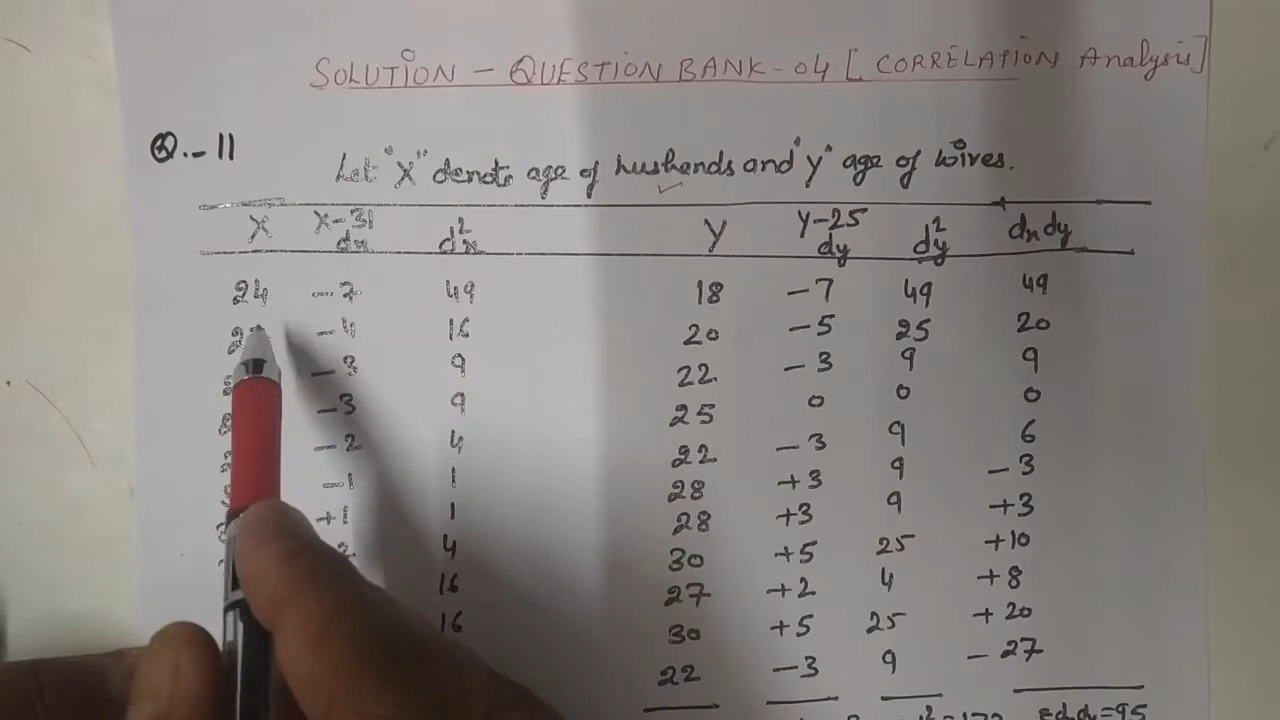 SOLUTION - QUESTION BANK-04 [CORRELATION Analysis]
Q.-11
Let "X" denote age of husbands and "Y" age of wives.
X X-31 dx d²x Y Y-25 dy d²y dxdy
24 -7 49 18 -7 49 49
-4 16 20 -5 25 20
-3 9 22 -3 9 9
-3 9 25 0 0 0
-2 4 22 -3 9 6
-1 1 28 +3 9 -3
+1 1 28 +3 9 +3
4 30 +5 25 +10
16 27 +2 4 +8
16 30 +5 25 +20
22 -3 9 -27
Σdxdy=95